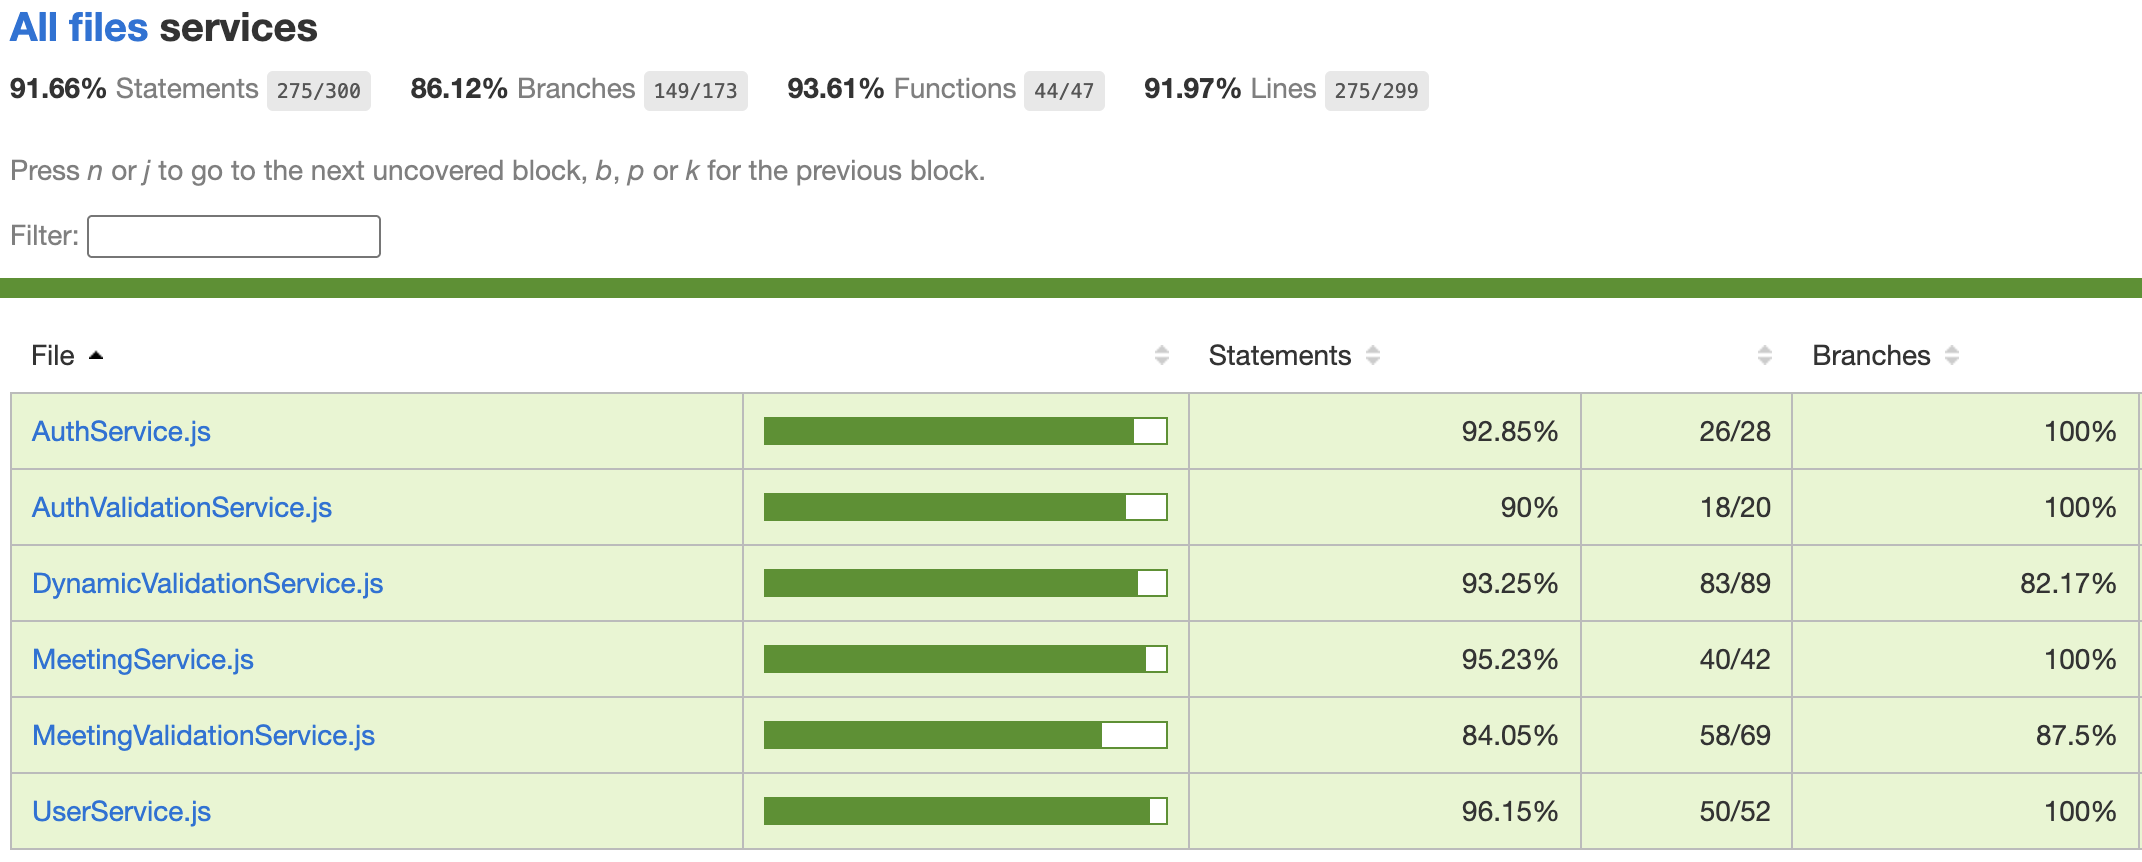 All files services
91.66% Statements 275/300 86.12% Branches 149/173 93.61% Functions 44/47 91.97% Lines 275/299
Press n or j to go to the next uncovered block, b, p or k for the previous block.
Filter:
File Statements Branches
AuthService.js 92.85% 26/28 100%
AuthValidationService.js 90% 18/20 100%
DynamicValidationService.js 93.25% 83/89 82.17%
MeetingService.js 95.23% 40/42 100%
MeetingValidationService.js 84.05% 58/69 87.5%
UserService.js 96.15% 50/52 100%